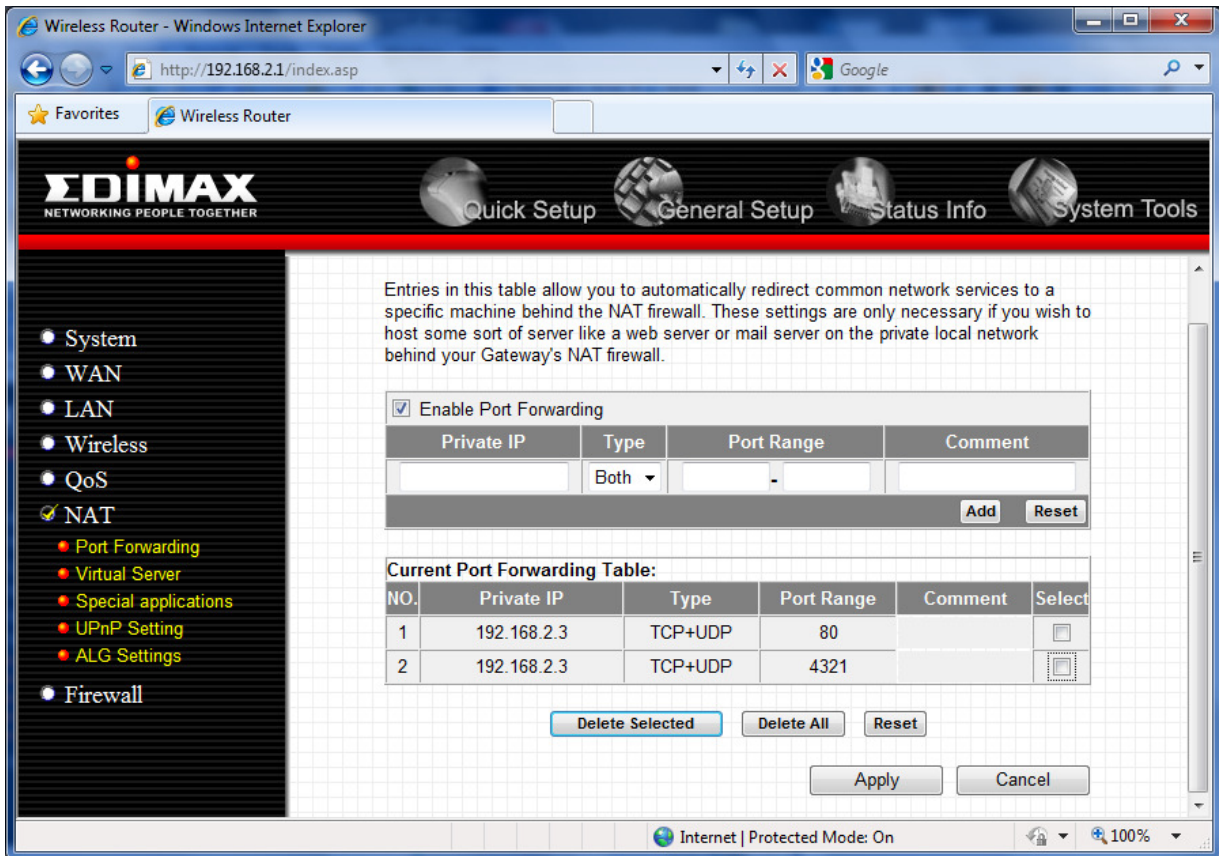 Wireless Router - Windows Internet Explorer
http://192.168.2.1/index.asp
Google
Favorites
Wireless Router
EDIMAX
NETWORKING PEOPLE TOGETHER
Quick Setup
General Setup
Status Info
System Tools
System
WAN
LAN
Wireless
QoS
NAT
Port Forwarding
Virtual Server
Special applications
UPnP Setting
ALG Settings
Firewall
Entries in this table allow you to automatically redirect common network services to a
specific machine behind the NAT firewall. These settings are only necessary if you wish to
host some sort of server like a web server or mail server on the private local network
behind your Gateway's NAT firewall.
Enable Port Forwarding
Private IP Type Port Range Comment
Both -
Add Reset
Current Port Forwarding Table:
NO. Private IP Type Port Range Comment Select
1 192.168.2.3 TCP+UDP 80
2 192.168.2.3 TCP+UDP 4321
Delete Selected Delete All Reset
Apply Cancel
Internet | Protected Mode: On
100%